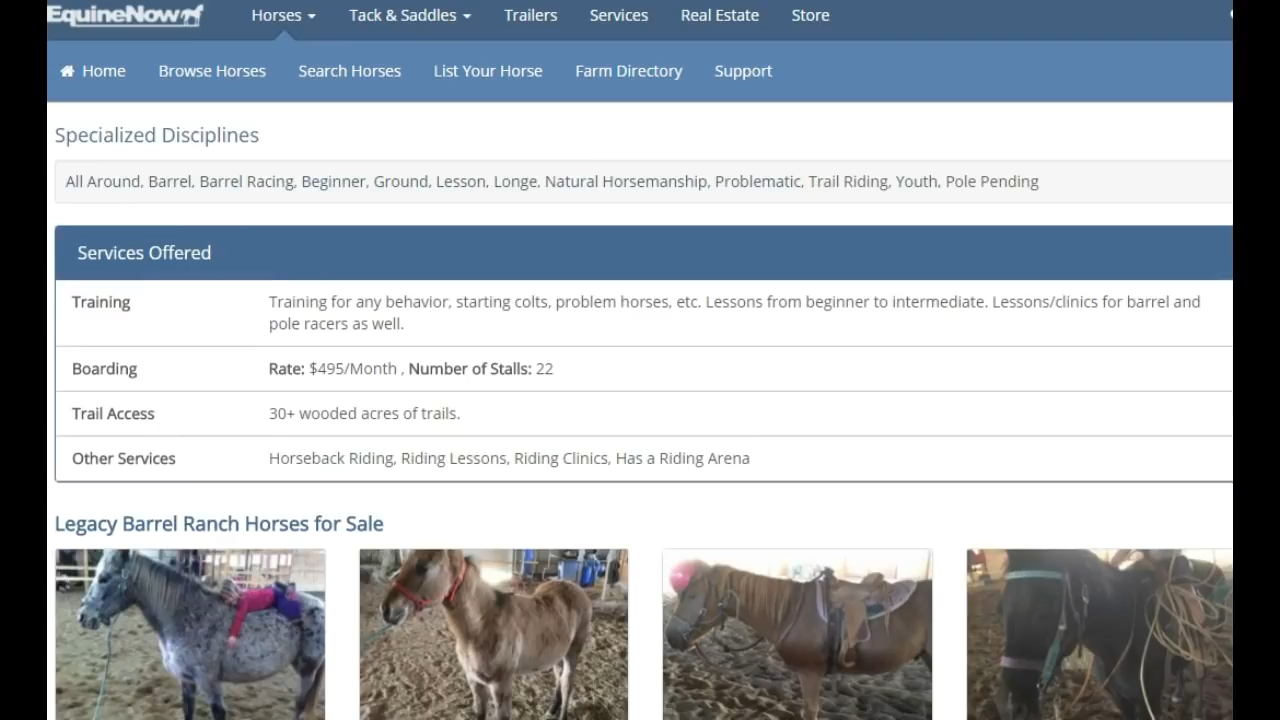 EquineNow
Horses Tack & Saddles Trailers Services Real Estate Store
Home Browse Horses Search Horses List Your Horse Farm Directory Support
Specialized Disciplines
All Around, Barrel, Barrel Racing, Beginner, Ground, Lesson, Longe, Natural Horsemanship, Problematic, Trail Riding, Youth, Pole Pending
Services Offered
Training Training for any behavior, starting colts, problem horses, etc. Lessons from beginner to intermediate. Lessons/clinics for barrel and
pole racers as well.
Boarding Rate: $495/Month , Number of Stalls: 22
Trail Access 30+ wooded acres of trails.
Other Services Horseback Riding, Riding Lessons, Riding Clinics, Has a Riding Arena
Legacy Barrel Ranch Horses for Sale